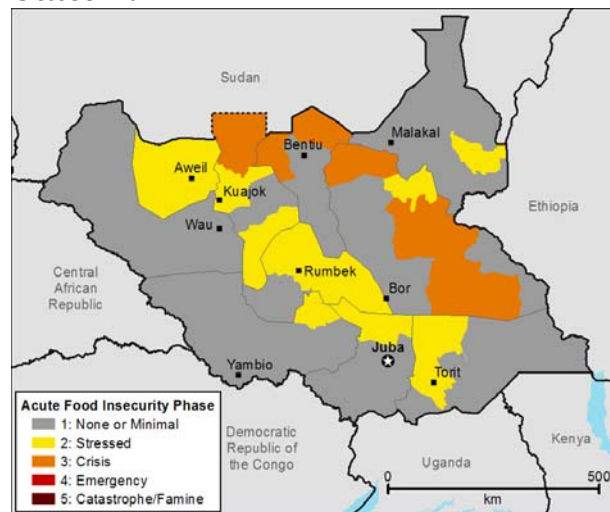 Sudan
Malakal
Bentiu
Aweil
Kuajok
Wau
Ethiopia
Central
African
Republic
Rumbek
Bor
Juba
Yambio
Torit
Acute Food Insecurity Phase
1: None or Minimal
2: Stressed
3: Crisis
4: Emergency
5: Catastrophe/Famine
Democratic
Republic of
the Congo
Uganda
Kenya
0
500
km